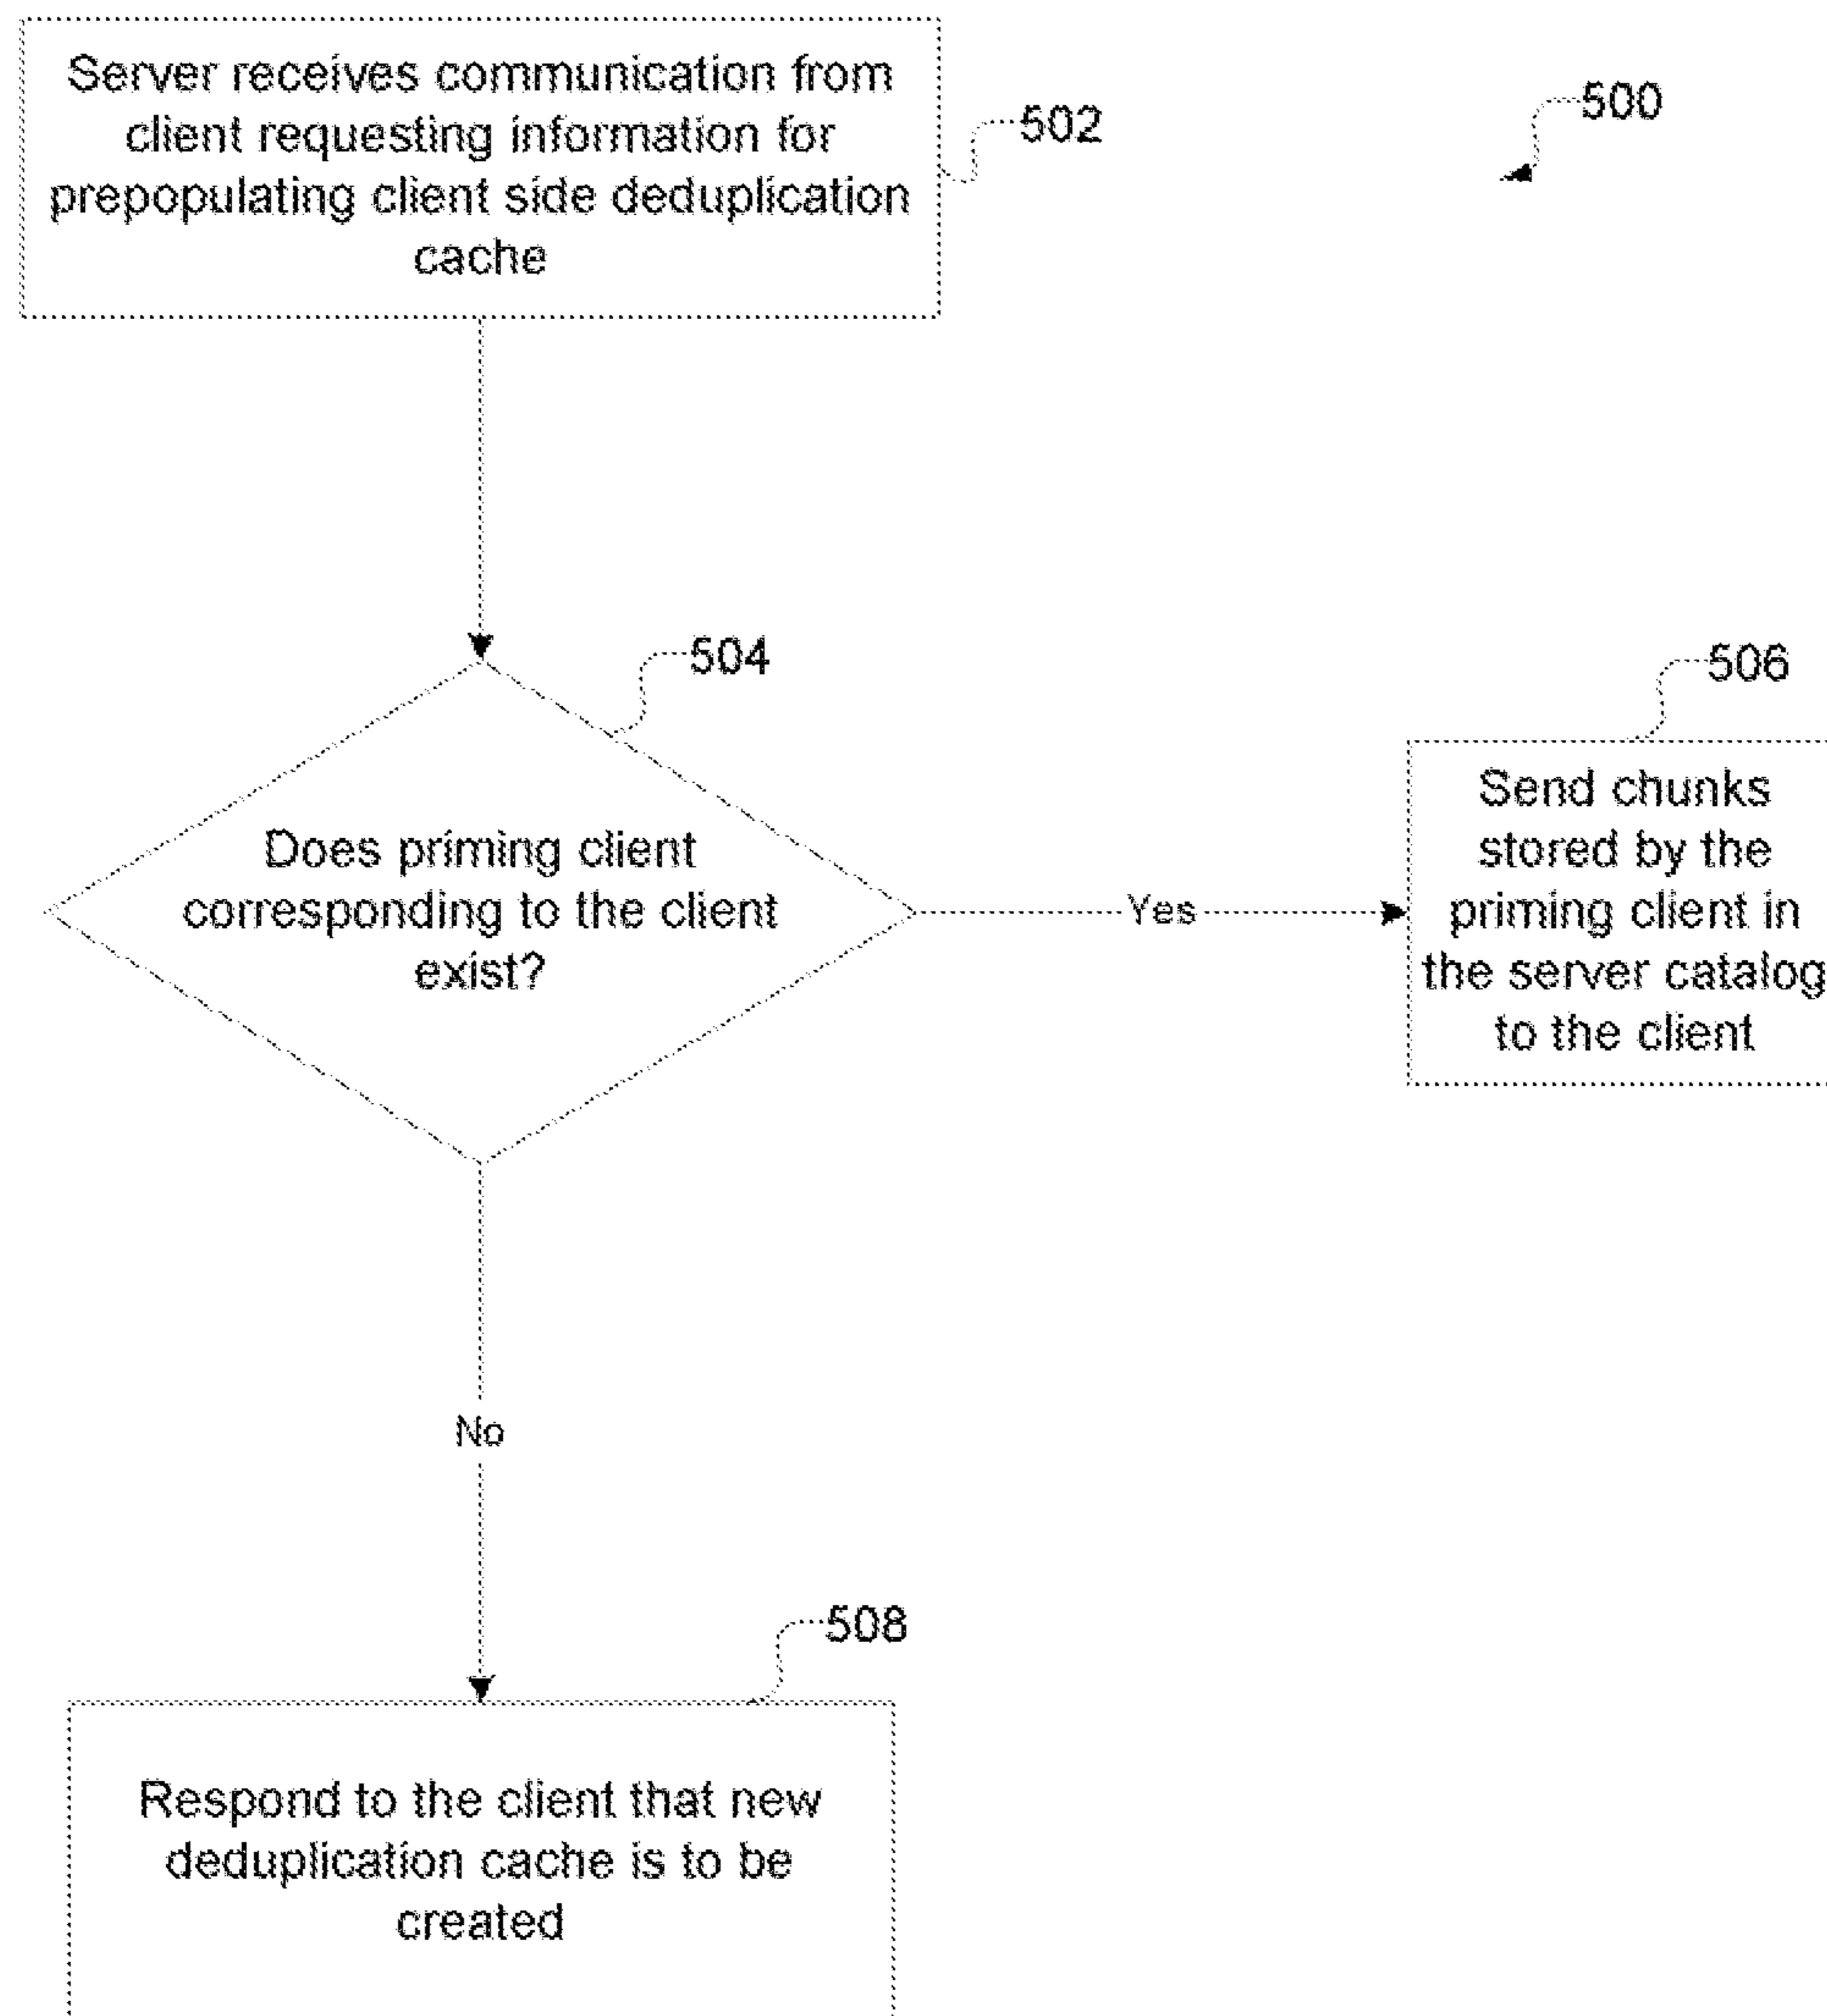 Server receives communication from
client requesting information for
prepopulating client side deduplication
cache
502
500
504
Does priming client
corresponding to the client
exist?
Yes
506
Send chunks
stored by the
priming client in
the server catalog
to the client
No
508
Respond to the client that new
deduplication cache is to be
created